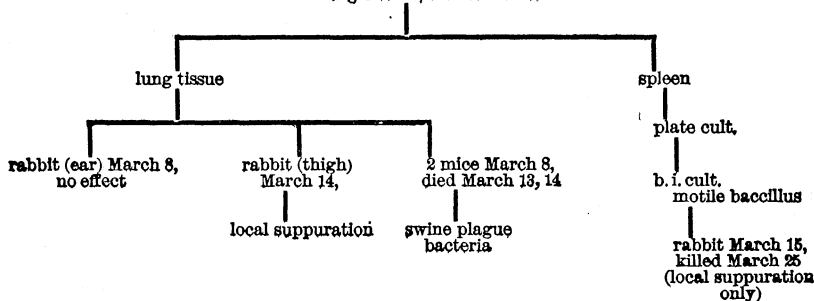 lung tissue
spleen
plate cult.
rabbit (ear) March 8,
no effect
rabbit (thigh)
March 14,
2 mice March 8,
died March 13, 14
b. i. cult.
motile baccillus
local suppuration
swine plague
bacteria
rabbit March 15,
killed March 25
(local suppuration
only)